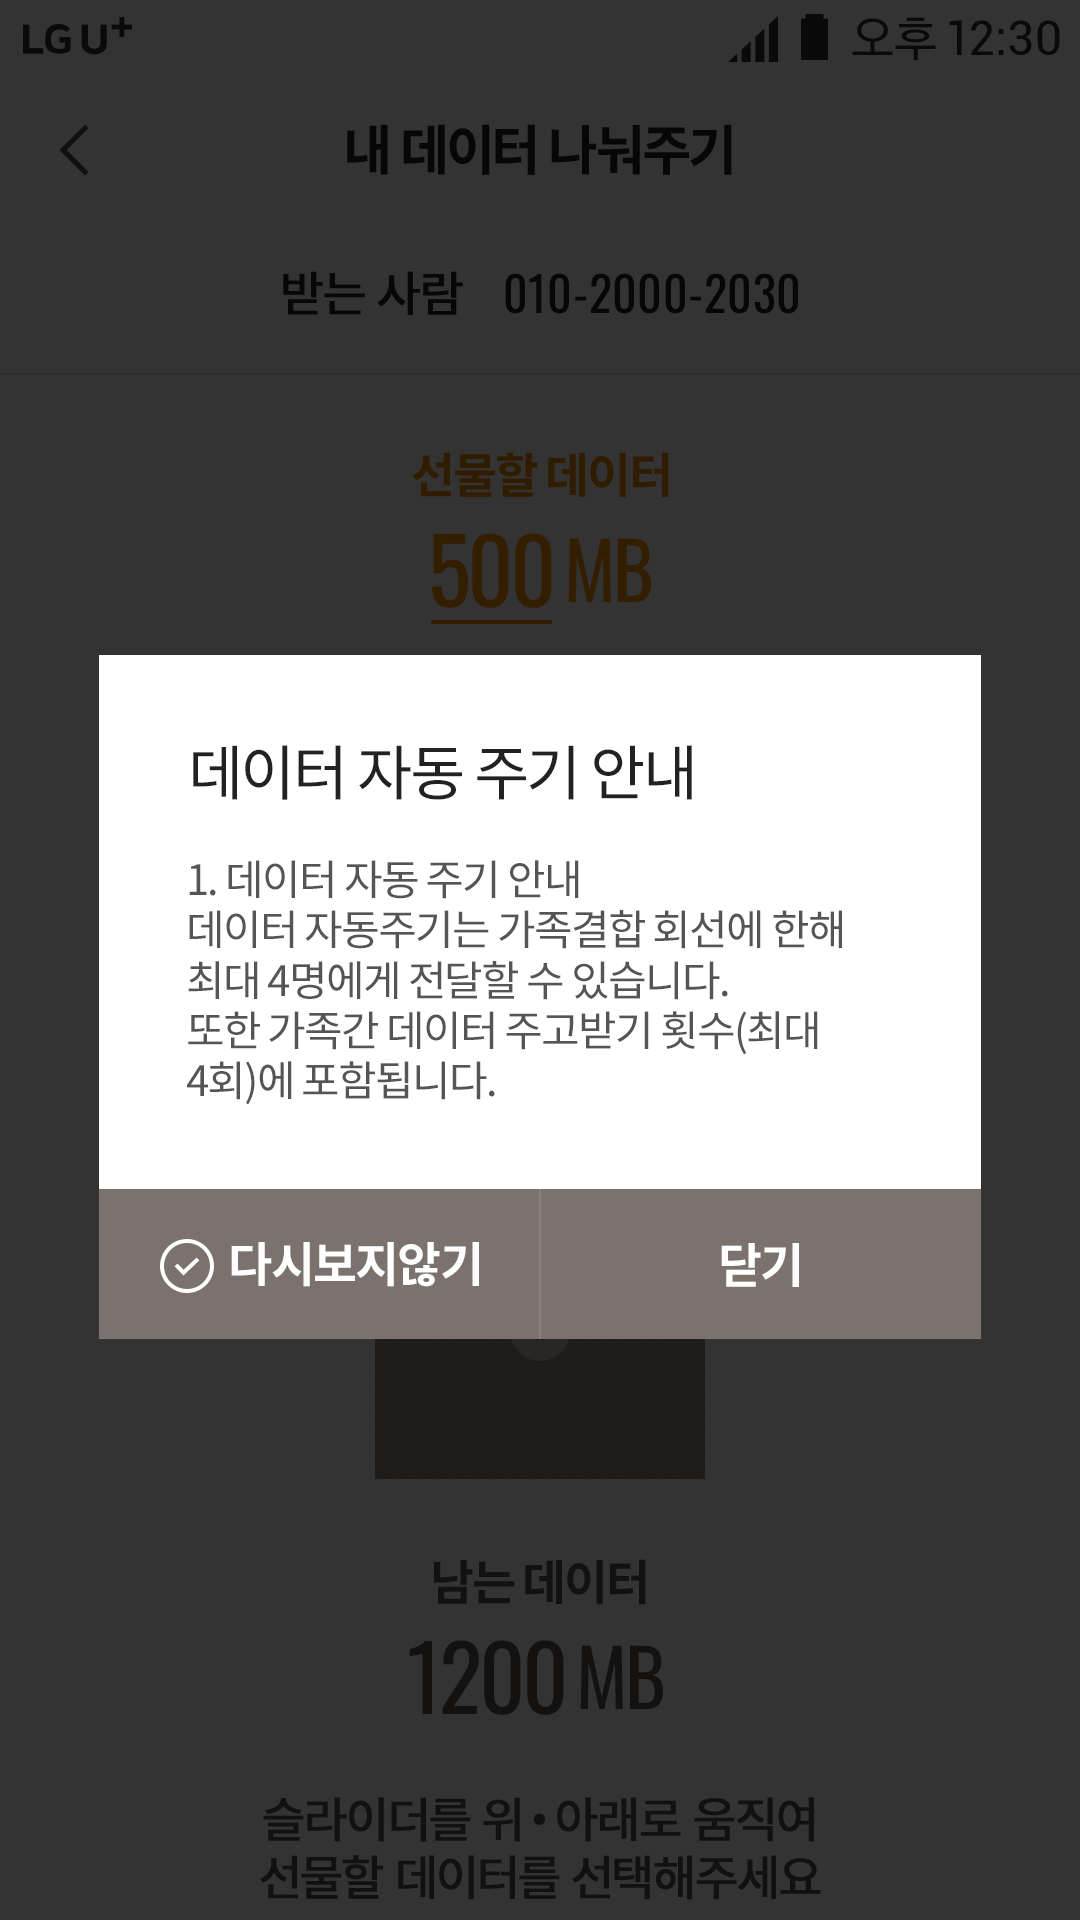 LG U+ 오후 12:30
내 데이터 나눠주기
받는 사람 010-2000-2030
선물할 데이터
500 MB
데이터 자동 주기 안내
1. 데이터 자동 주기 안내
데이터 자동주기는 가족결합 회선에 한해
최대 4명에게 전달할 수 있습니다.
또한 가족간 데이터 주고받기 횟수(최대
4회)에 포함됩니다.
다시보지않기 닫기
남는 데이터
1200 MB
슬라이더를 위 • 아래로 움직여
선물할 데이터를 선택해주세요